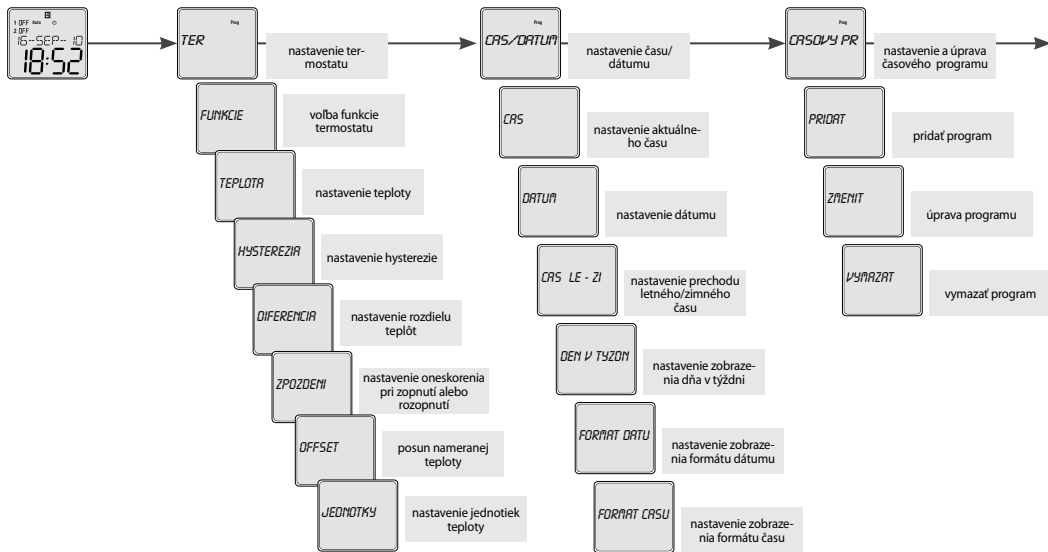 1 OFF Auto
2 OFF
16-SEP-10
18:52
Prog
TER
nastavenie ter-
mostatu
FUNKCIE
voľba funkcie
termostatu
TEPLOTA
nastavenie teploty
HYSTEREZIA
nastavenie hysterezie
DIFERENCIA
nastavenie rozdielu
teplôt
ZPOZDENI
nastavenie oneskorenia
pri zopnutí alebo
rozopnutí
OFFSET
posun nameranej
teploty
JEDNOTKY
nastavenie jednotiek
teploty
Prog
CAS/DATUM
nastavenie času/
dátumu
CAS
nastavenie aktuálne-
ho času
DATUM
nastavenie dátumu
CAS LE - ZI
nastavenie prechodu
letného/zimného
času
DEN V TYZDN
nastavenie zobraze-
nia dňa v týždni
FORMAT DATU
nastavenie zobraze-
nia formátu dátumu
FORMAT CASU
nastavenie zobraze-
nia formátu času
Prog
CASOVY PR
nastavenie a úprava
časového programu
PRIDAT
pridať program
ZMENIT
úprava programu
VYMAZAT
vymazať program